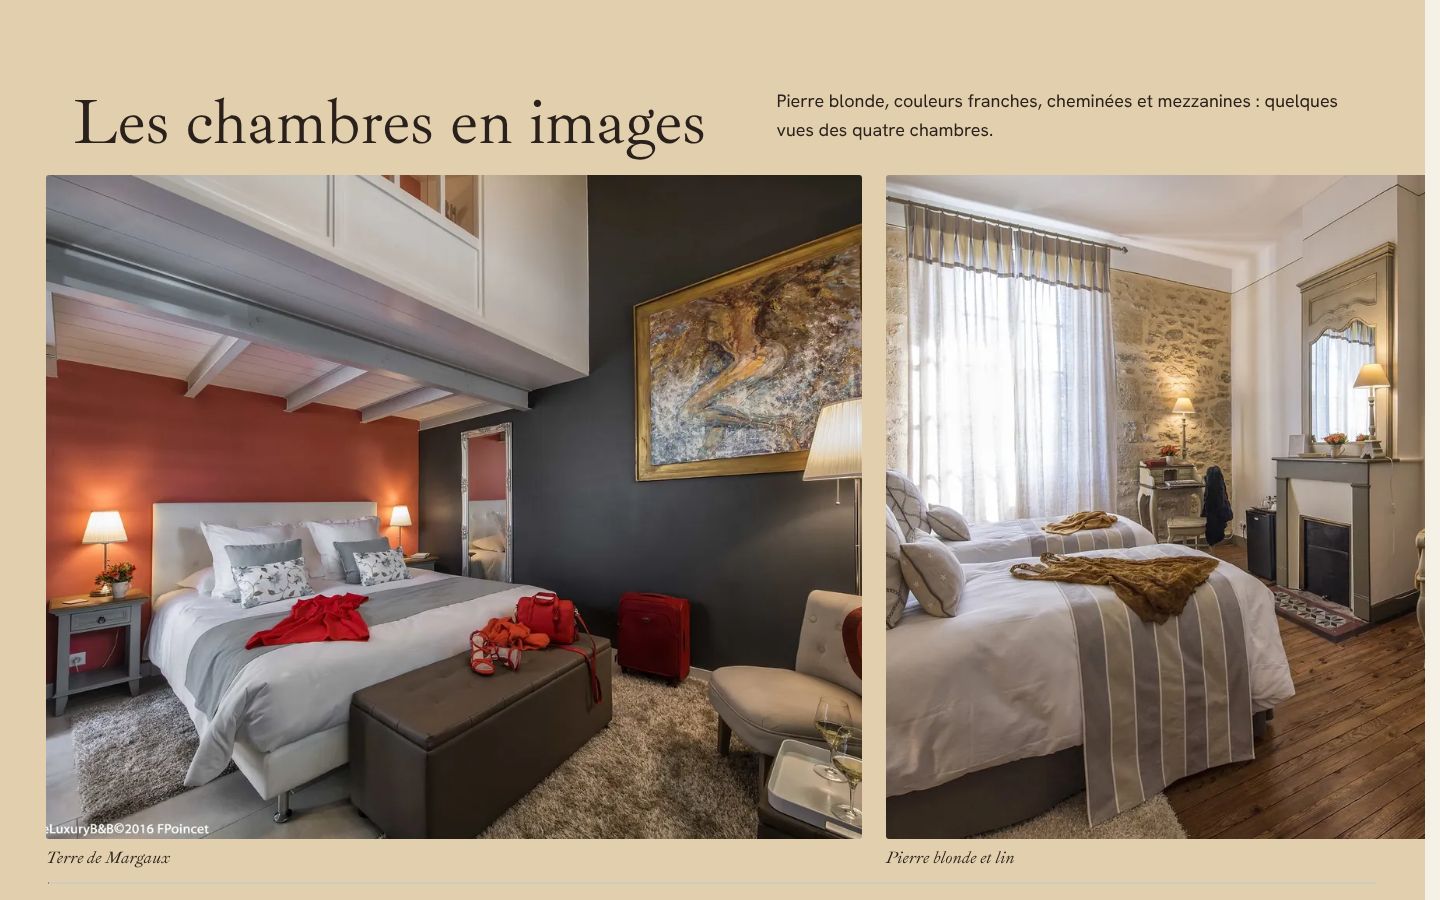 Les chambres en images
Pierre blonde, couleurs franches, cheminées et mezzanines : quelques
vues des quatre chambres.
eLuxuryB&B©2016 FPoincet
Terre de Margaux
Pierre blonde et lin